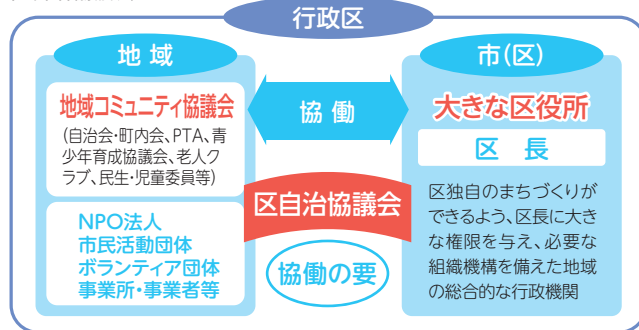 行政区
地域
地域コミュニティ協議会
(自治会・町内会、PTA、青
少年育成協議会、老人ク
ラブ、民生・児童委員等)
NPO法人
市民活動団体
ボランティア団体
事業所・事業者等
協働
区自治協議会
協働の要
市(区)
大きな区役所
区長
区独自のまちづくりが
できるよう、区長に大き
な権限を与え、必要な
組織機構を備えた地域
の総合的な行政機関